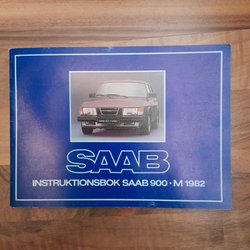 SAAB
INSTRUKTIONSBOK SAAB 900 • M 1982